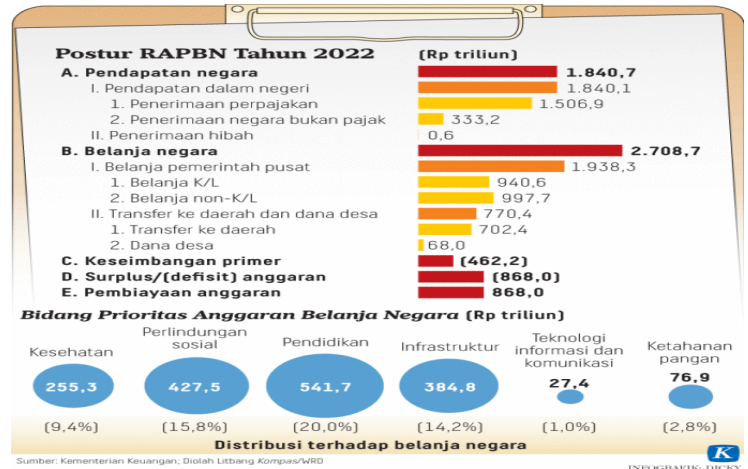 Postur RAPBN Tahun 2022 (Rp triliun)
A. Pendapatan negara 1.840,7
I. Pendapatan dalam negeri 1.840,1
1. Penerimaan perpajakan 1.506,9
2. Penerimaan negara bukan pajak 333,2
II. Penerimaan hibah 0,6
B. Belanja negara 2.708,7
I. Belanja pemerintah pusat 1.938,3
1. Belanja K/L 940,6
2. Belanja non-K/L 997,7
II. Transfer ke daerah dan dana desa 770,4
1. Transfer ke daerah 702,4
2. Dana desa 68,0
C. Keseimbangan primer (462,2)
D. Surplus/(defisit) anggaran (868,0)
E. Pembiayaan anggaran 868,0
Bidang Prioritas Anggaran Belanja Negara (Rp triliun)
Kesehatan
255,3
(9,4%)
Perlindungan
sosial
427,5
(15,8%)
Pendidikan
541,7
(20,0%)
Infrastruktur
384,8
(14,2%)
Teknologi
informasi dan
komunikasi
27,4
(1,0%)
Ketahanan
pangan
76,9
(2,8%)
Distribusi terhadap belanja negara
Sumber: Kementerian Keuangan; Diolah Litbang Kompas/WRD
K
INFOGRAFIK: DICKY